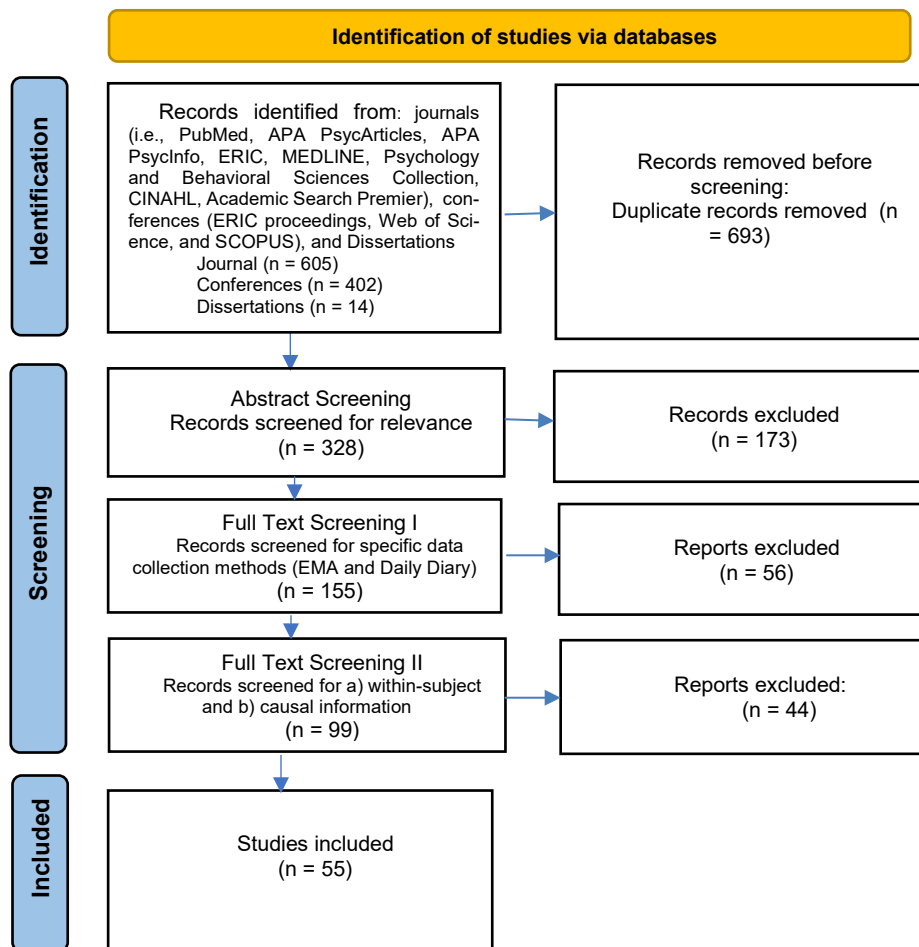 Identification of studies via databases
Identification
Records identified from: journals
(i.e., PubMed, APA PsycArticles, APA
PsycInfo, ERIC, MEDLINE, Psychology
and Behavioral Sciences Collection,
CINAHL, Academic Search Premier), con-
ferences (ERIC proceedings, Web of Sci-
ence, and SCOPUS), and Dissertations
Journal (n = 605)
Conferences (n = 402)
Dissertations (n = 14)
Records removed before
screening:
Duplicate records removed (n
= 693)
Screening
Abstract Screening
Records screened for relevance
(n = 328)
Records excluded
(n = 173)
Full Text Screening I
Records screened for specific data
collection methods (EMA and Daily Diary)
(n = 155)
Reports excluded
(n = 56)
Full Text Screening II
Records screened for a) within-subject
and b) causal information
(n = 99)
Reports excluded:
(n = 44)
Included
Studies included
(n = 55)